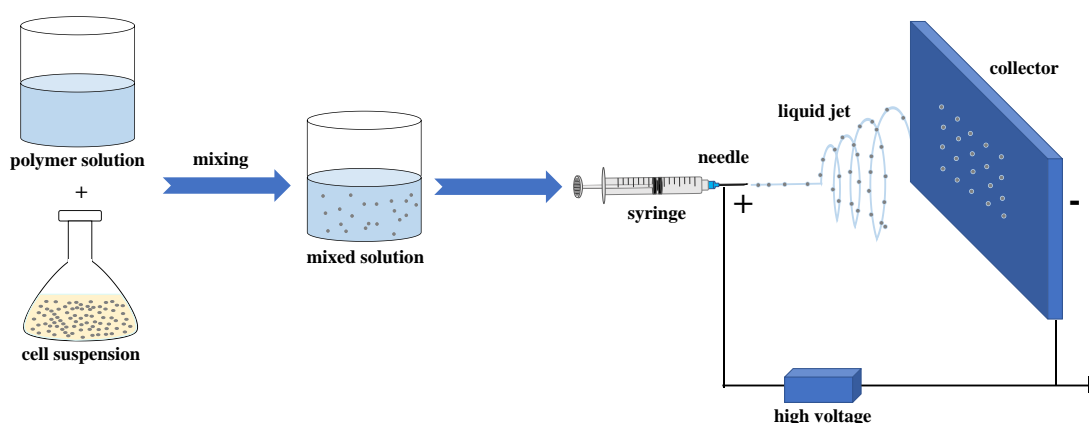 polymer solution
+
cell suspension
mixing
mixed solution
syringe
needle
+
liquid jet
collector
-
high voltage